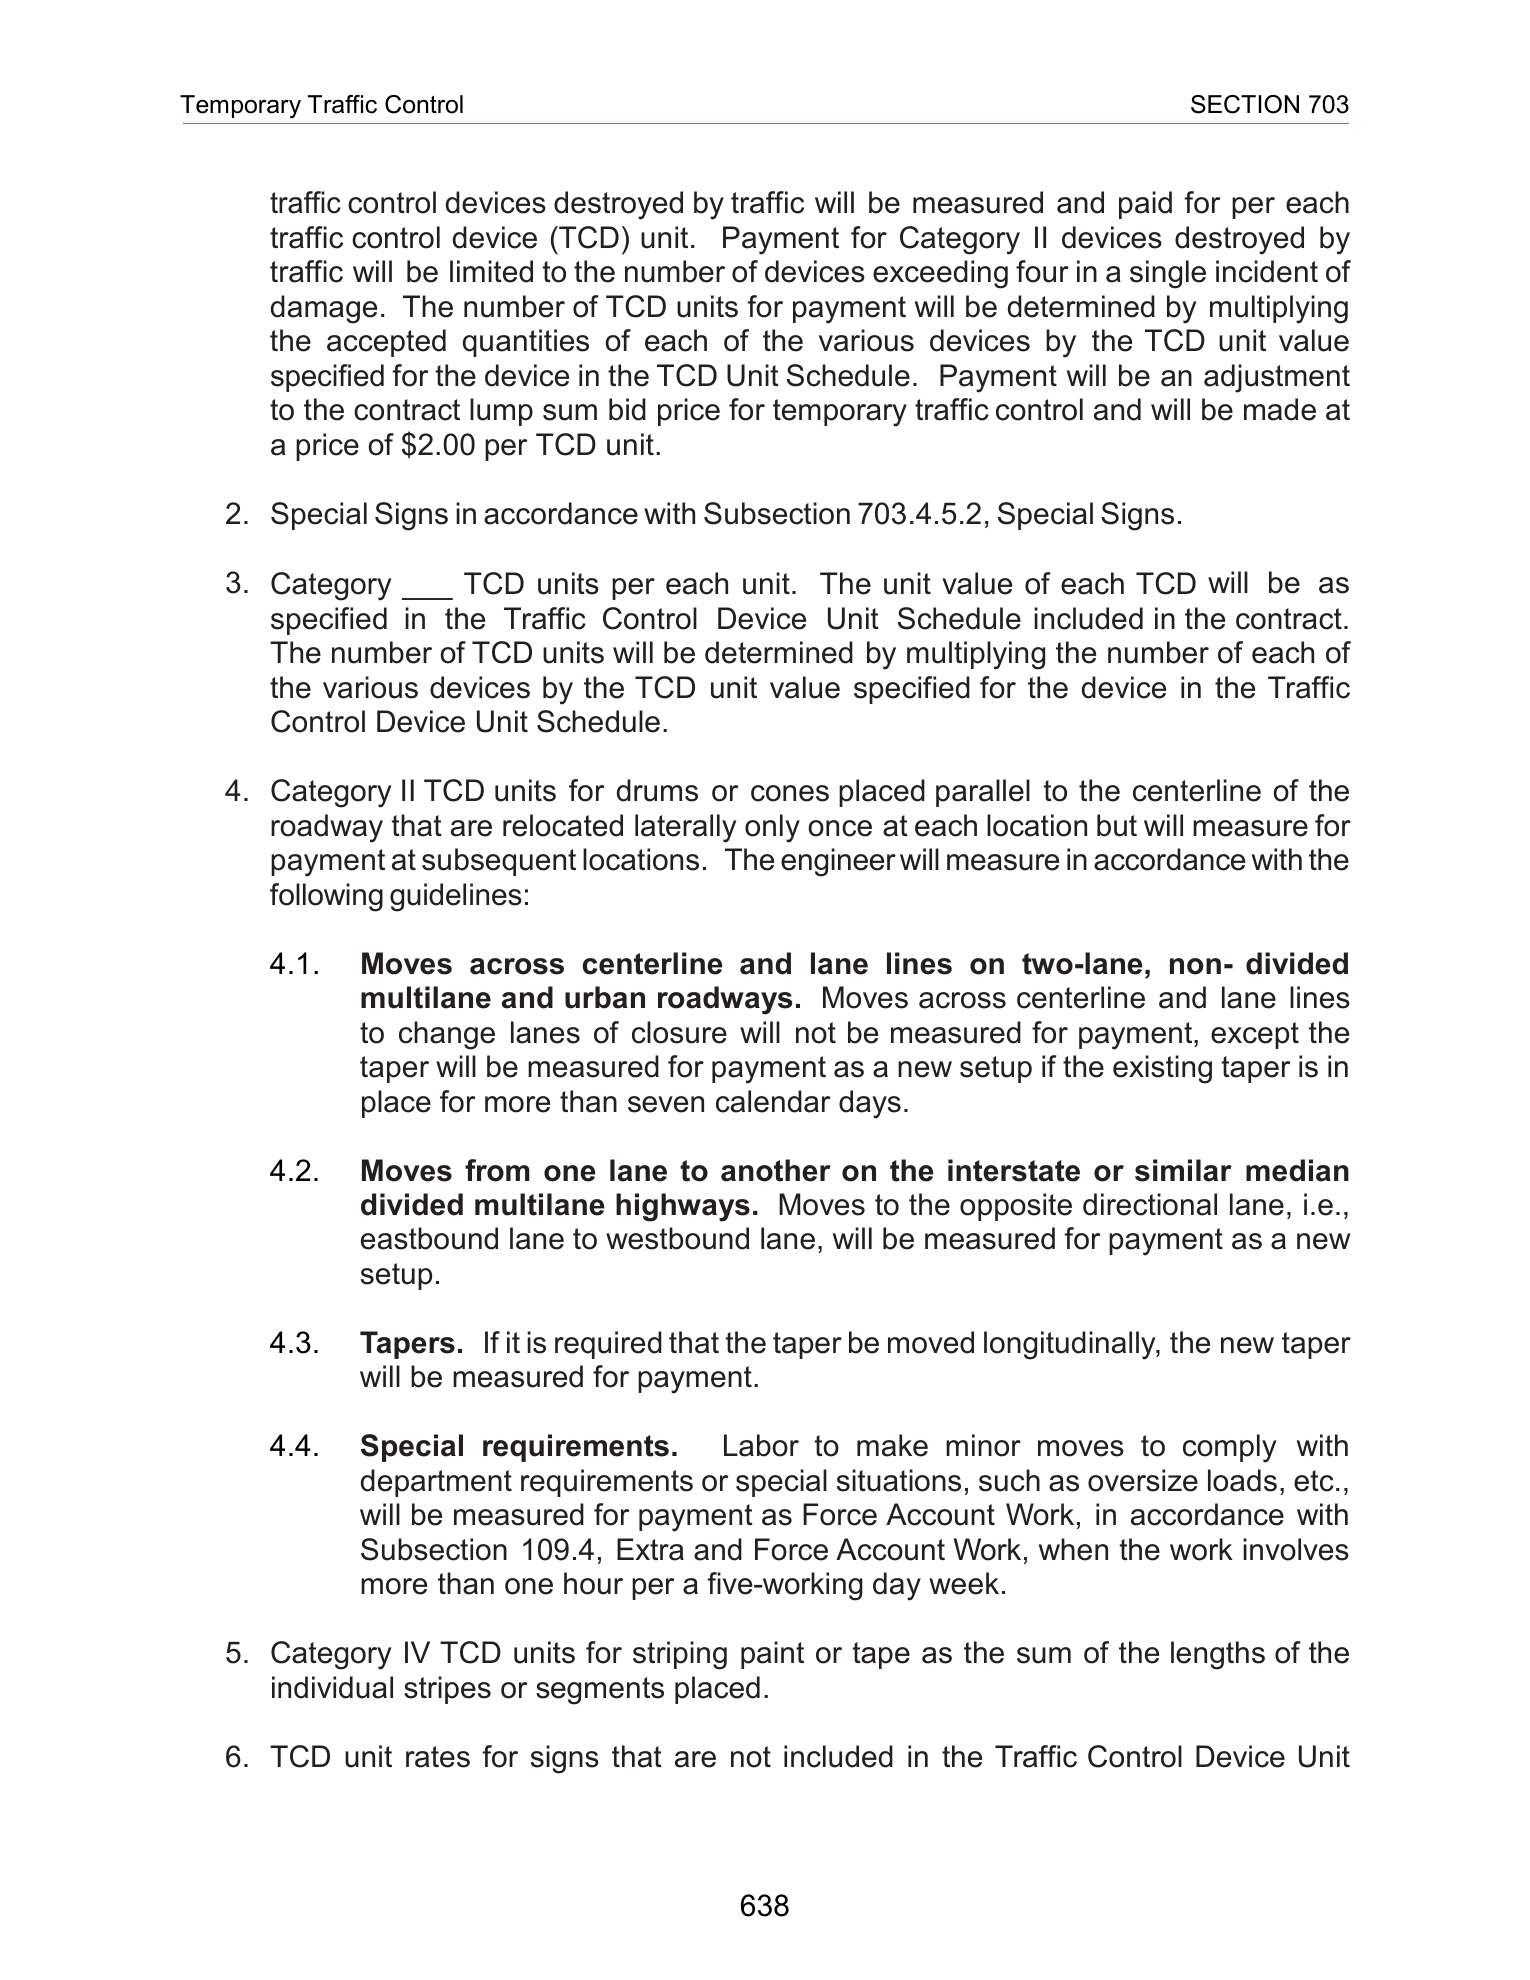 Temporary Traffic Control SECTION 703
traffic control devices destroyed by traffic will be measured and paid for per each
traffic control device (TCD) unit. Payment for Category II devices destroyed by
traffic will be limited to the number of devices exceeding four in a single incident of
damage. The number of TCD units for payment will be determined by multiplying
the accepted quantities of each of the various devices by the TCD unit value
specified for the device in the TCD Unit Schedule. Payment will be an adjustment
to the contract lump sum bid price for temporary traffic control and will be made at
a price of $2.00 per TCD unit.
2. Special Signs in accordance with Subsection 703.4.5.2, Special Signs.
3. Category ___ TCD units per each unit. The unit value of each TCD will be as
specified in the Traffic Control Device Unit Schedule included in the contract.
The number of TCD units will be determined by multiplying the number of each of
the various devices by the TCD unit value specified for the device in the Traffic
Control Device Unit Schedule.
4. Category II TCD units for drums or cones placed parallel to the centerline of the
roadway that are relocated laterally only once at each location but will measure for
payment at subsequent locations. The engineer will measure in accordance with the
following guidelines:
4.1. Moves across centerline and lane lines on two-lane, non- divided
multilane and urban roadways. Moves across centerline and lane lines
to change lanes of closure will not be measured for payment, except the
taper will be measured for payment as a new setup if the existing taper is in
place for more than seven calendar days.
4.2. Moves from one lane to another on the interstate or similar median
divided multilane highways. Moves to the opposite directional lane, i.e.,
eastbound lane to westbound lane, will be measured for payment as a new
setup.
4.3. Tapers. If it is required that the taper be moved longitudinally, the new taper
will be measured for payment.
4.4. Special requirements. Labor to make minor moves to comply with
department requirements or special situations, such as oversize loads, etc.,
will be measured for payment as Force Account Work, in accordance with
Subsection 109.4, Extra and Force Account Work, when the work involves
more than one hour per a five-working day week.
5. Category IV TCD units for striping paint or tape as the sum of the lengths of the
individual stripes or segments placed.
6. TCD unit rates for signs that are not included in the Traffic Control Device Unit
638